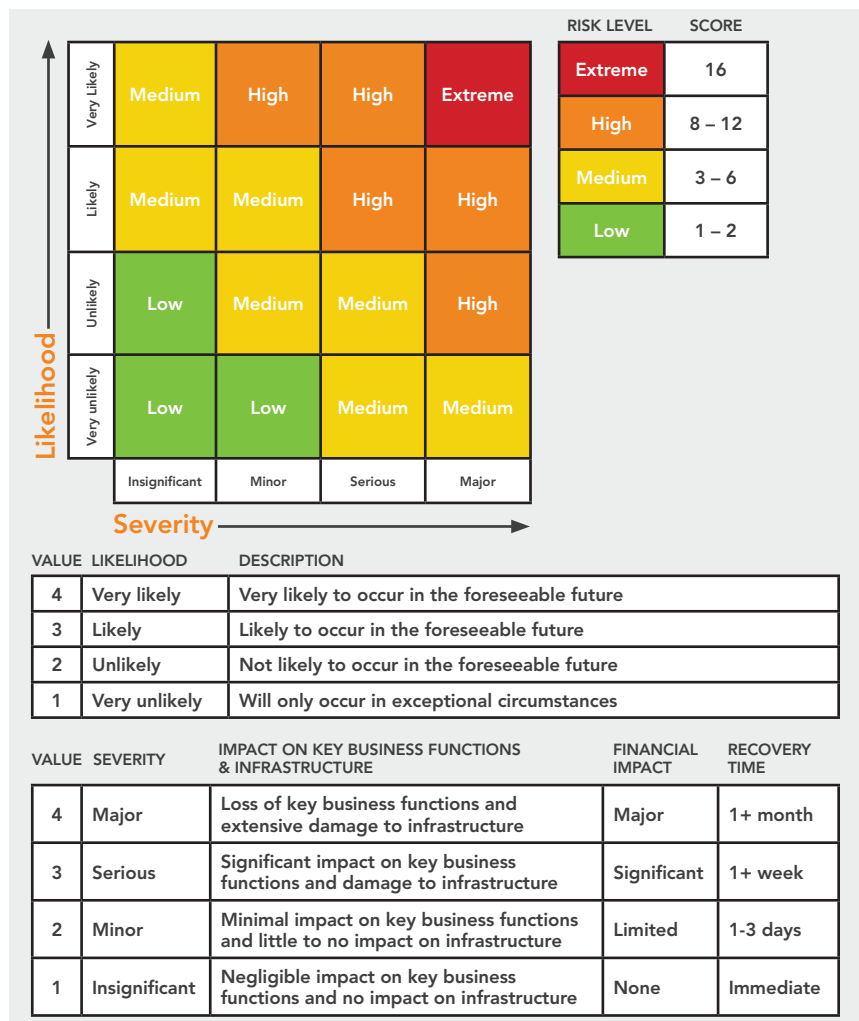 RISK LEVEL SCORE
Extreme 16
High 8 – 12
Medium 3 – 6
Low 1 – 2
Likelihood
Very Likely Medium High High Extreme
Likely Medium Medium High High
Unlikely Low Medium Medium High
Very unlikely Low Low Medium Medium
Insignificant Minor Serious Major
Severity
VALUE LIKELIHOOD DESCRIPTION
4 Very likely Very likely to occur in the foreseeable future
3 Likely Likely to occur in the foreseeable future
2 Unlikely Not likely to occur in the foreseeable future
1 Very unlikely Will only occur in exceptional circumstances
VALUE SEVERITY IMPACT ON KEY BUSINESS FUNCTIONS
& INFRASTRUCTURE
FINANCIAL
IMPACT
RECOVERY
TIME
4 Major Loss of key business functions and
extensive damage to infrastructure
Major 1+ month
3 Serious Significant impact on key business
functions and damage to infrastructure
Significant 1+ week
2 Minor Minimal impact on key business functions
and little to no impact on infrastructure
Limited 1-3 days
1 Insignificant Negligible impact on key business
functions and no impact on infrastructure
None Immediate